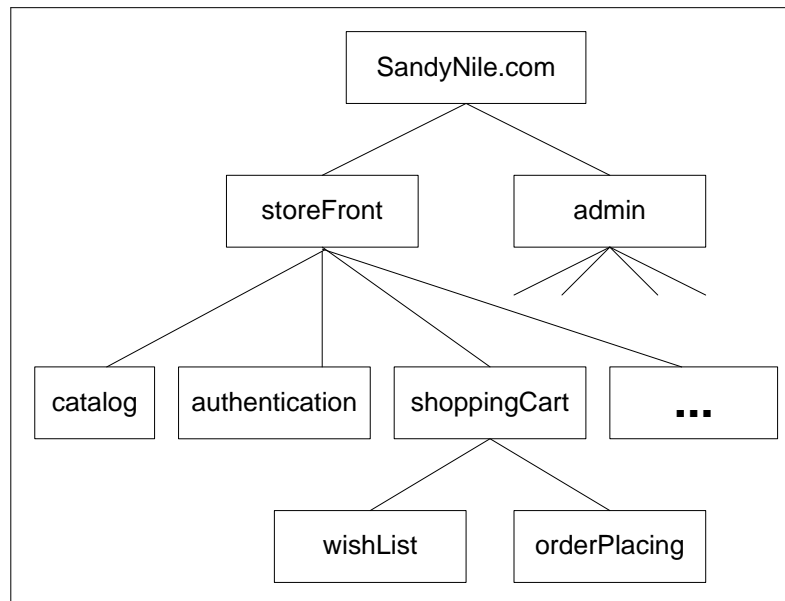 SandyNile.com
storeFront
admin
catalog
authentication
shoppingCart
...
wishList
orderPlacing